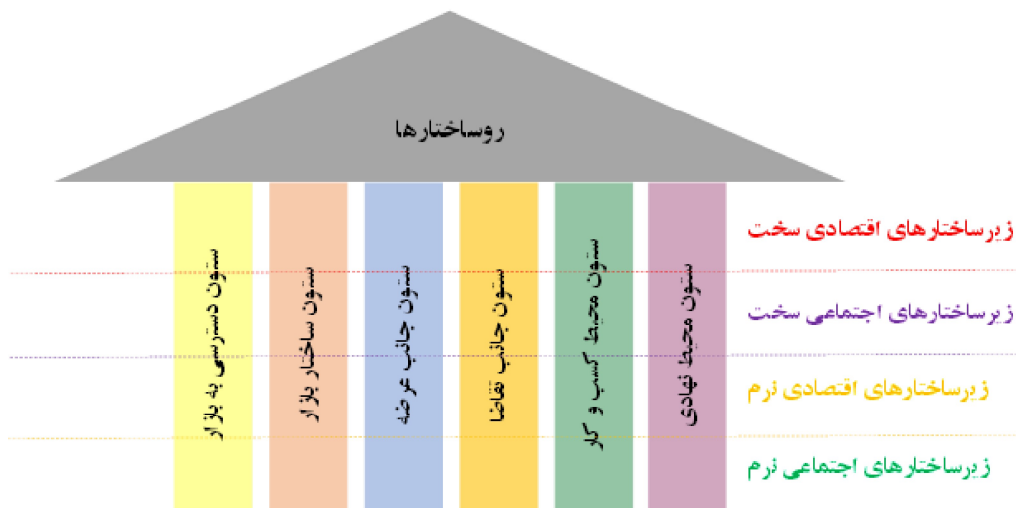 روساختارها
زیرساختارهای اقتصادی سخت
زیرساختارهای اجتماعی سخت
زیرساختارهای اقتصادی نرم
زیرساختارهای اجتماعی نرم
ستون محیط نهادی
ستون محیط کسب و کار
ستون جانب تقاضا
ستون جانب عرضه
ستون ساختار بازار
ستون دسترسی به بازار